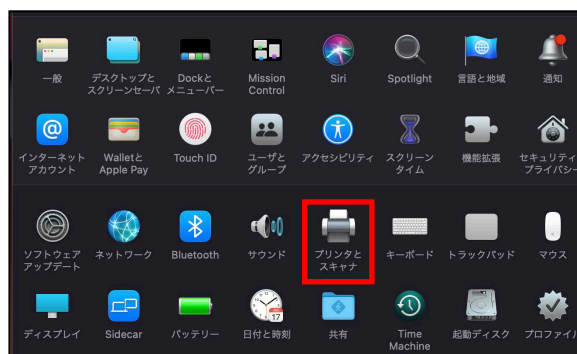 一般 デスクトップと Dockと Mission Siri Spotlight 言語と地域 通知
スクリーンセーバ メニューバー Control
@
インターネット Walletと Touch ID ユーザと アクセシビリティ スクリーン 機能拡張 セキュリティ
アカウント Apple Pay グループ タイム プライバシー
ソフトウェア ネットワーク Bluetooth サウンド プリンタと キーボード トラックパッド マウス
アップデート スキャナ
17
ディスプレイ Sidecar バッテリー 日付と時刻 共有 Time 起動ディスク プロファイル
Machine